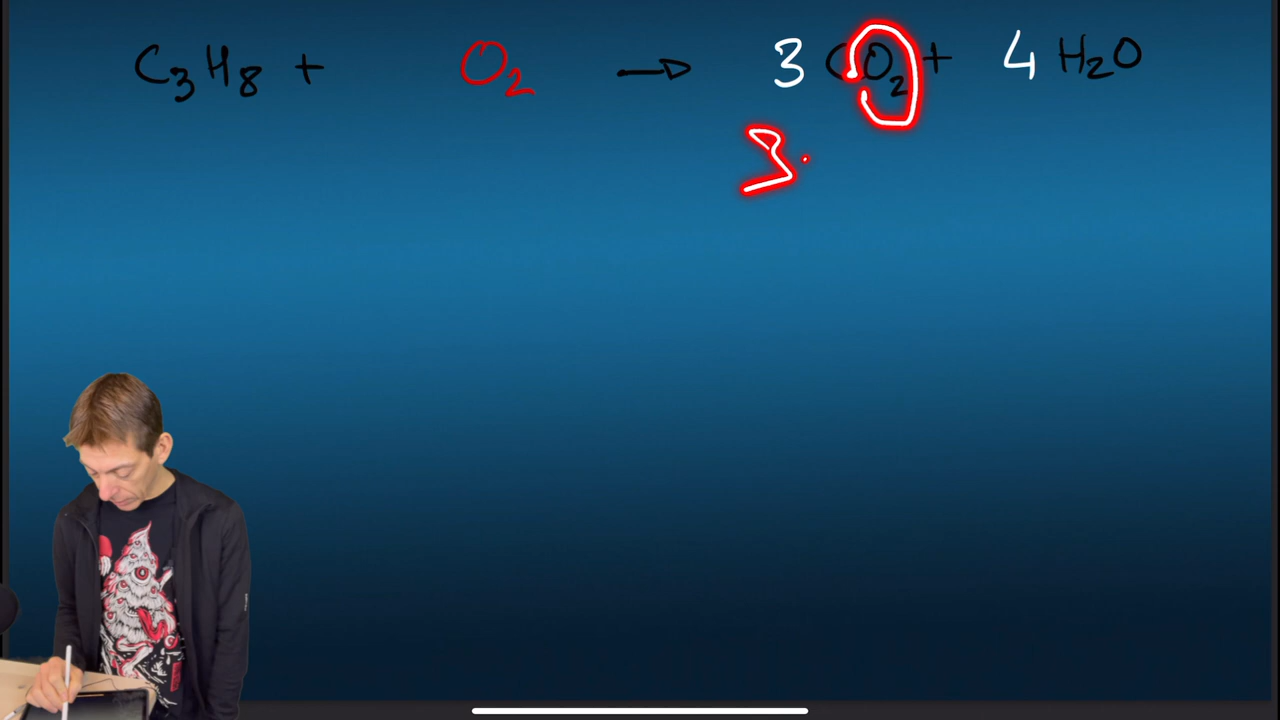 C₃H₈ + O₂ → 3 CO₂ + 4 H₂O
3·